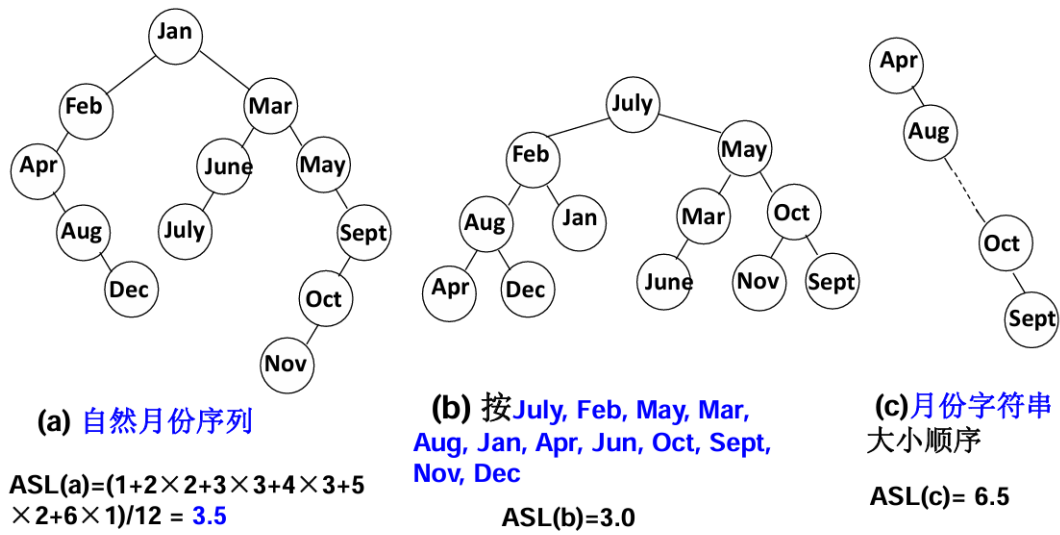 Jan
Feb
Mar
Apr
June
May
Aug
July
Sept
Dec
Oct
Nov
(a) 自然月份序列
ASL(a)=(1+2×2+3×3+4×3+5
×2+6×1)/12 = 3.5
July
Feb
May
Aug
Jan
Mar
Oct
Apr
Dec
June
Nov
Sept
(b) 按July, Feb, May, Mar,
Aug, Jan, Apr, Jun, Oct, Sept,
Nov, Dec
ASL(b)=3.0
Apr
Aug
Oct
Sept
(c)月份字符串
大小顺序
ASL(c)= 6.5